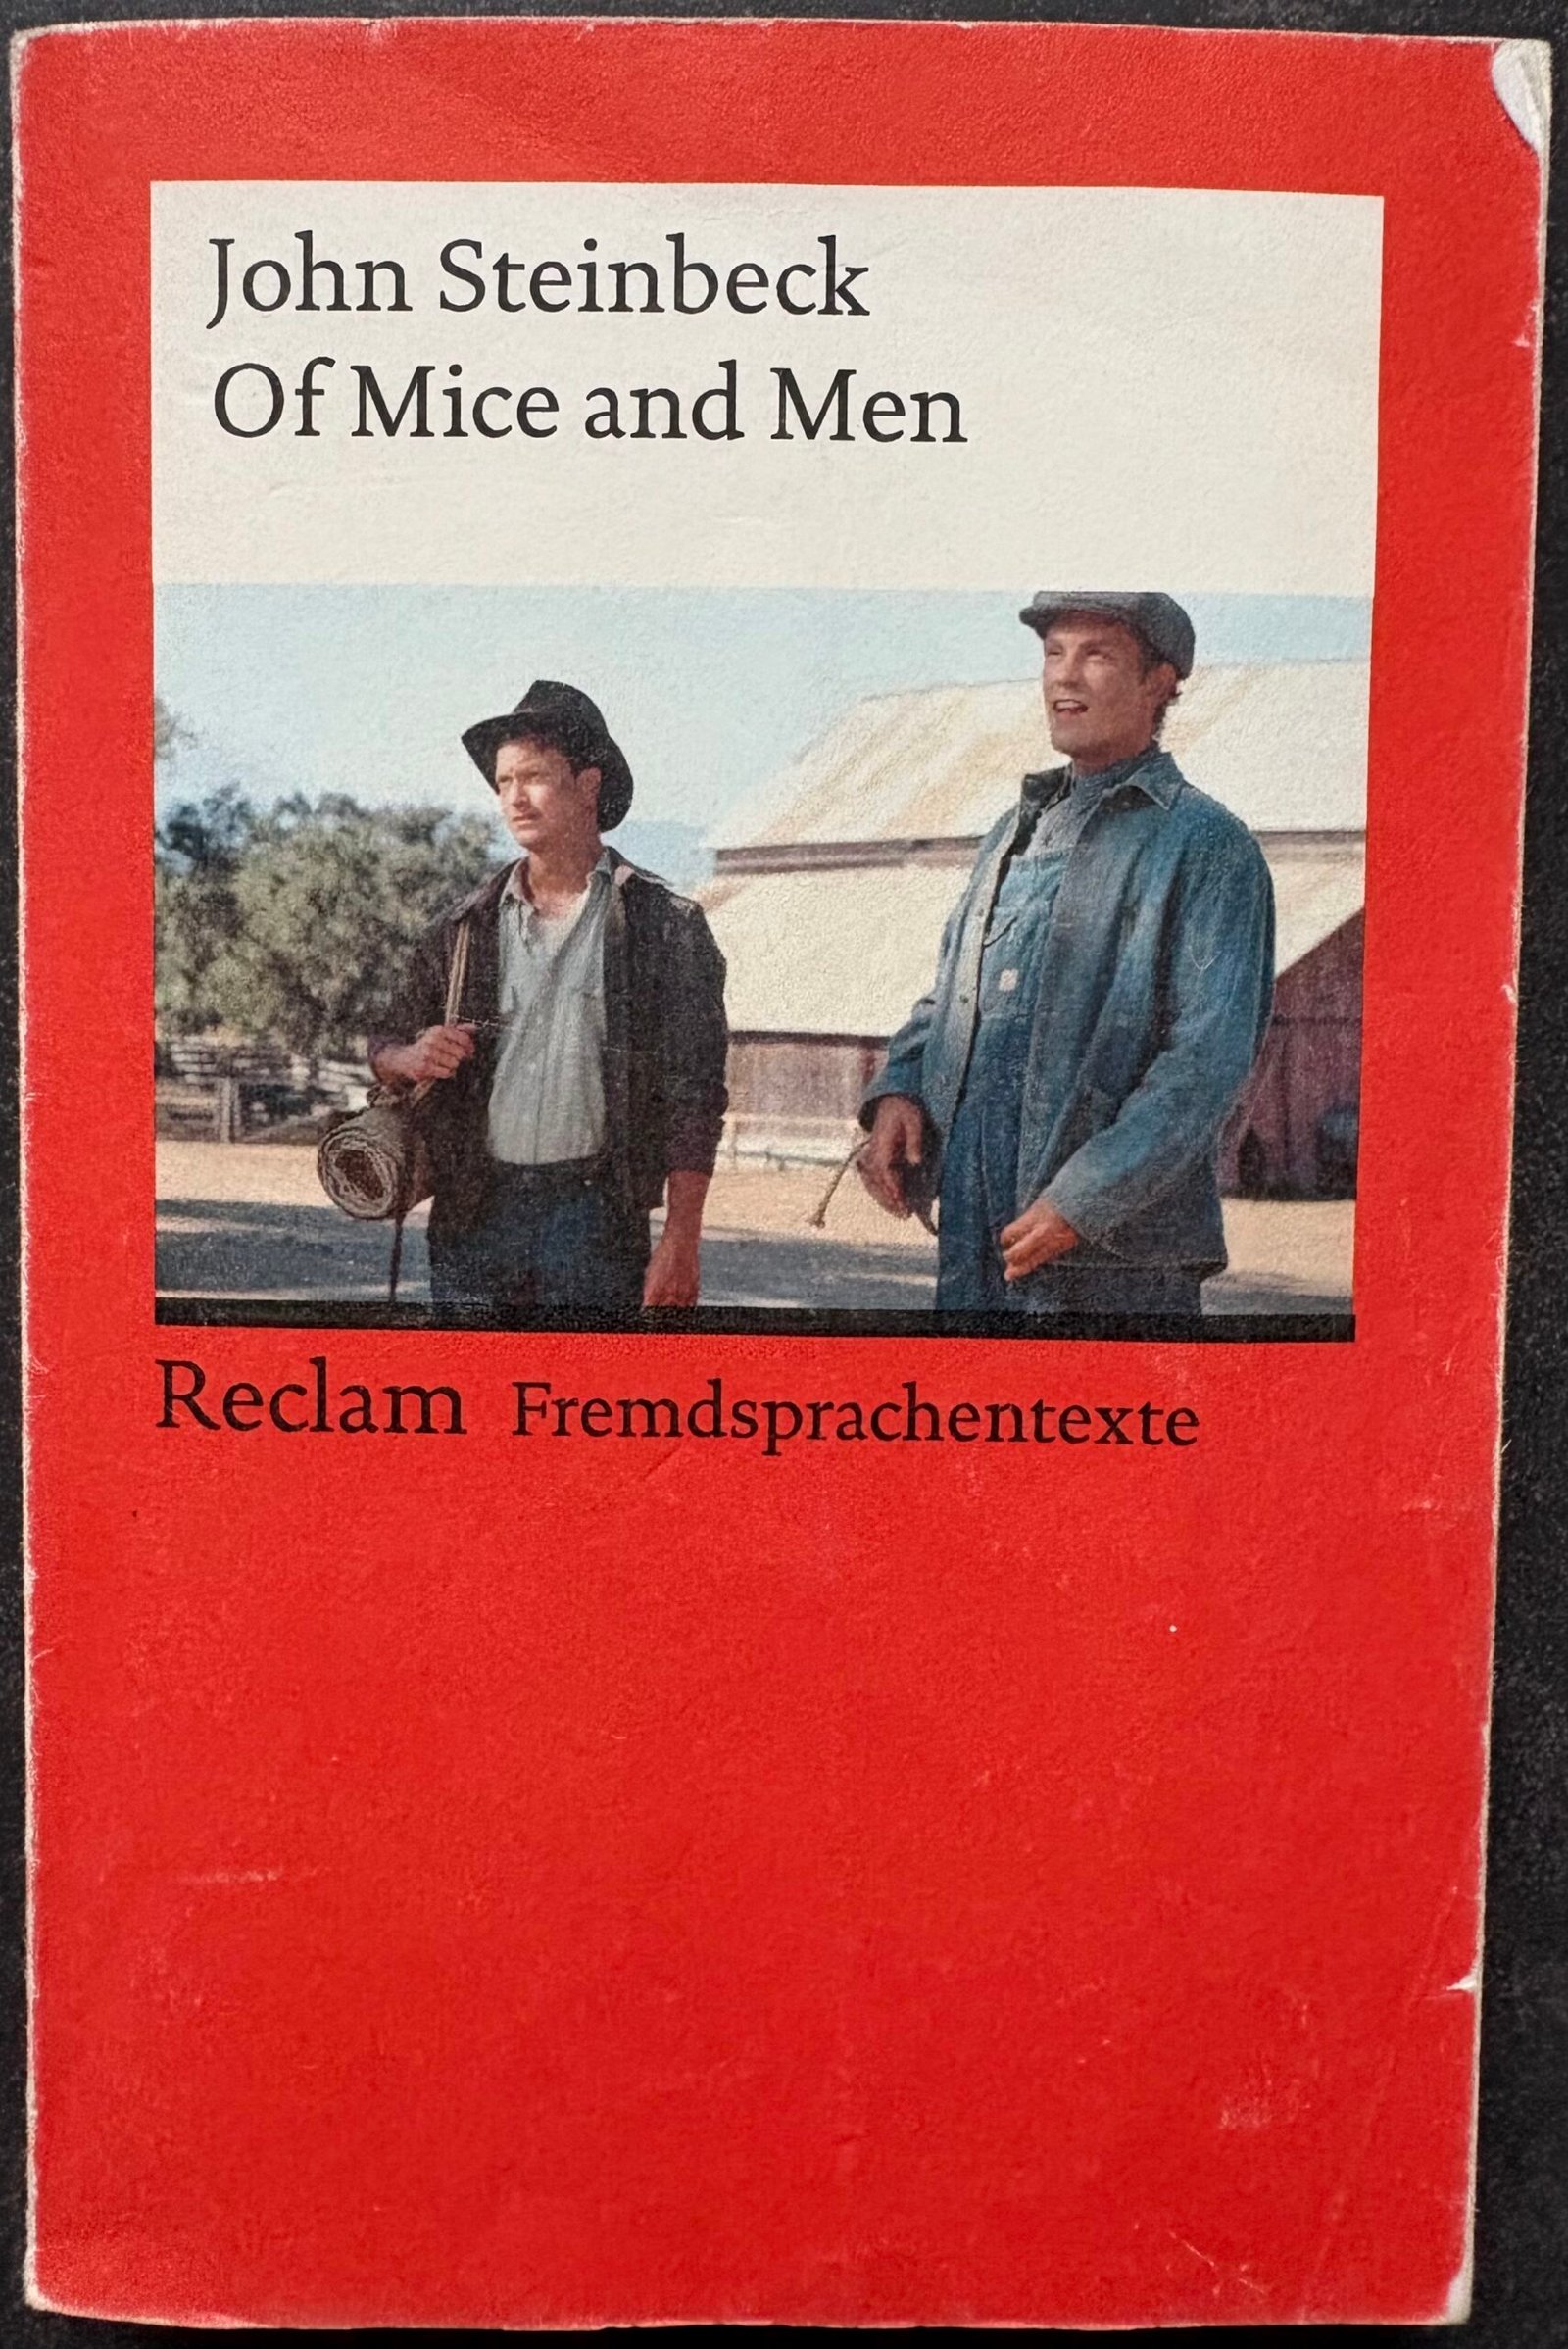 John Steinbeck
Of Mice and Men
Reclam Fremdsprachentexte